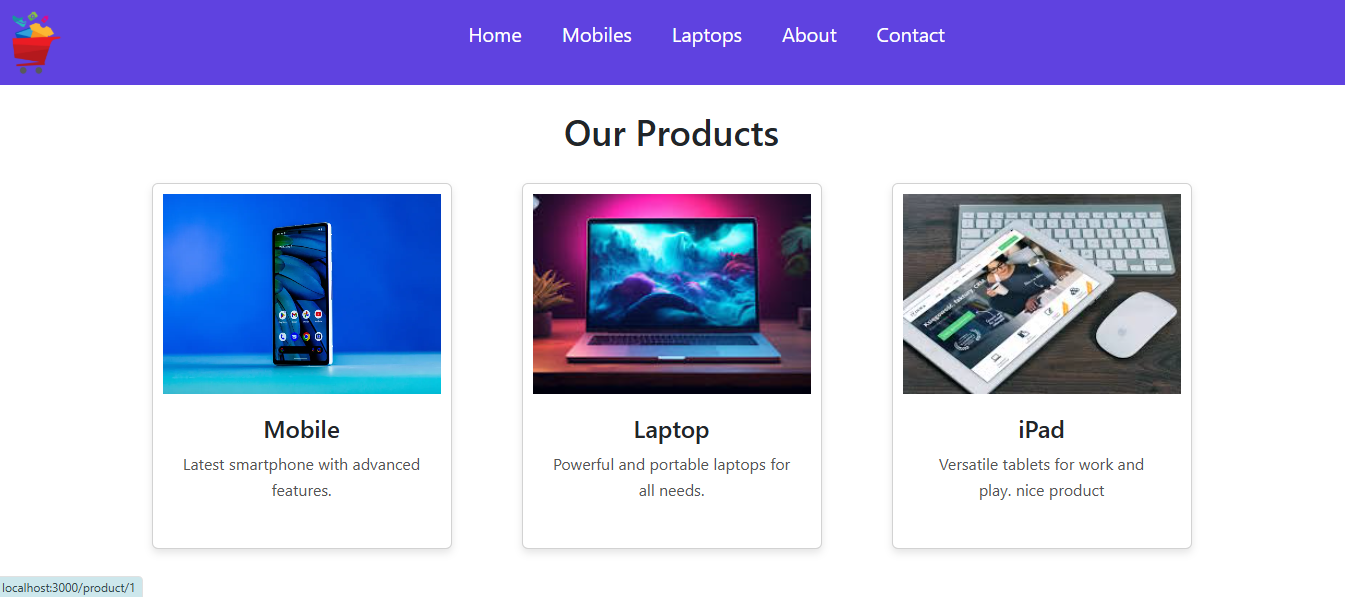 Home Mobiles Laptops About Contact
Our Products
Mobile
Latest smartphone with advanced
features.
Laptop
Powerful and portable laptops for
all needs.
iPad
Versatile tablets for work and
play. nice product
localhost:3000/product/1